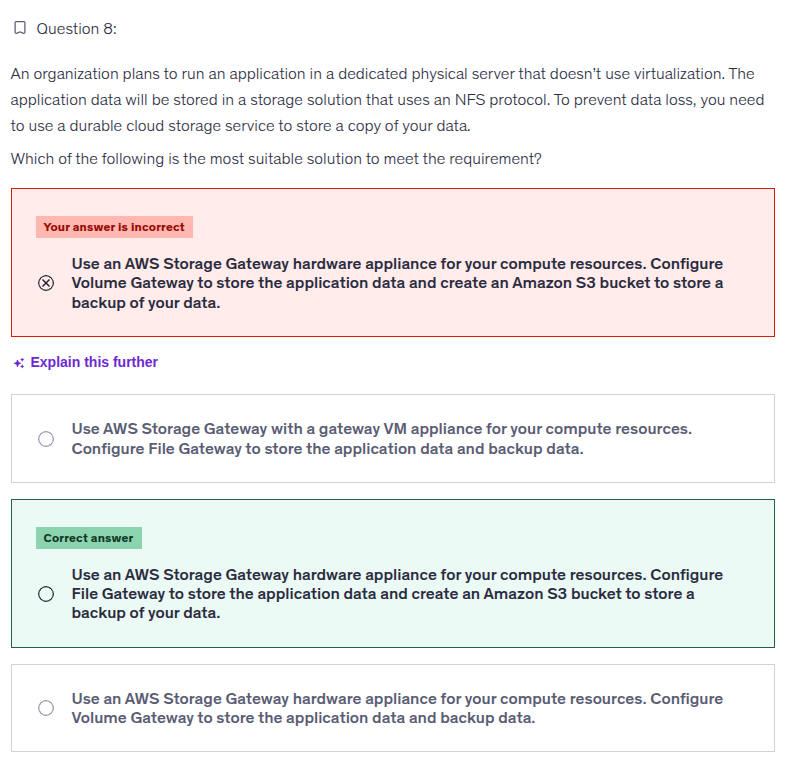 Question 8:
An organization plans to run an application in a dedicated physical server that doesn’t use virtualization. The
application data will be stored in a storage solution that uses an NFS protocol. To prevent data loss, you need
to use a durable cloud storage service to store a copy of your data.
Which of the following is the most suitable solution to meet the requirement?
Your answer is incorrect
Use an AWS Storage Gateway hardware appliance for your compute resources. Configure
Volume Gateway to store the application data and create an Amazon S3 bucket to store a
backup of your data.
Explain this further
Use AWS Storage Gateway with a gateway VM appliance for your compute resources.
Configure File Gateway to store the application data and backup data.
Correct answer
Use an AWS Storage Gateway hardware appliance for your compute resources. Configure
File Gateway to store the application data and create an Amazon S3 bucket to store a
backup of your data.
Use an AWS Storage Gateway hardware appliance for your compute resources. Configure
Volume Gateway to store the application data and backup data.